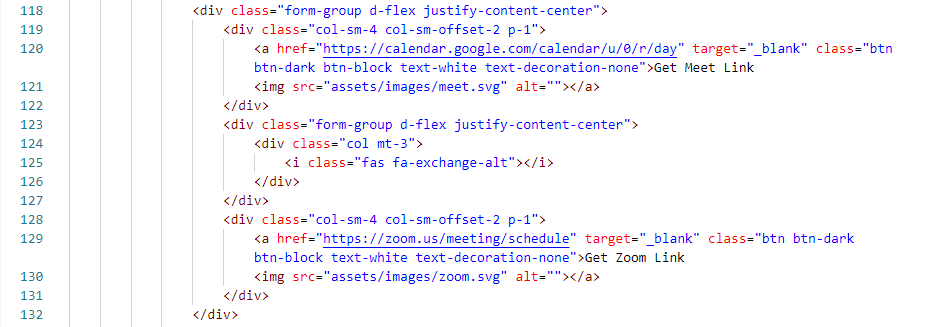 118 <div class="form-group d-flex justify-content-center">
119 <div class="col-sm-4 col-sm-offset-2 p-1">
120 <a href="https://calendar.google.com/calendar/u/0/r/day" target="_blank" class="btn
btn-dark btn-block text-white text-decoration-none">Get Meet Link
121 <img src="assets/images/meet.svg" alt=""></a>
122 </div>
123 <div class="form-group d-flex justify-content-center">
124 <div class="col mt-3">
125 <i class="fas fa-exchange-alt"></i>
126 </div>
127 </div>
128 <div class="col-sm-4 col-sm-offset-2 p-1">
129 <a href="https://zoom.us/meeting/schedule" target="_blank" class="btn btn-dark
btn-block text-white text-decoration-none">Get Zoom Link
130 <img src="assets/images/zoom.svg" alt=""></a>
131 </div>
132 </div>